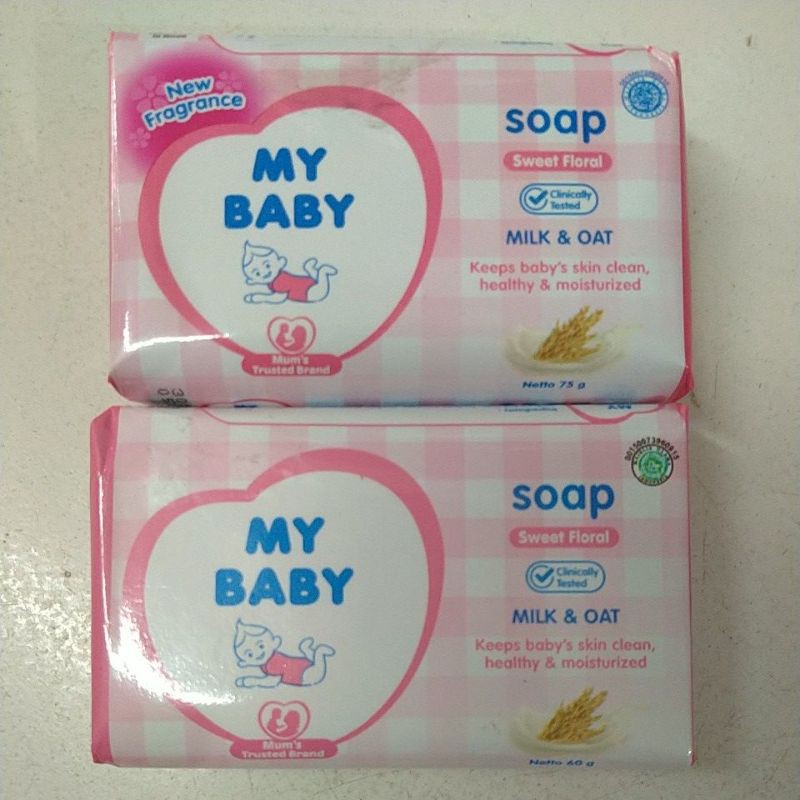 New
Fragrance
MY
BABY
Mum's
Trusted Brand
soap
Sweet Floral
Clinically
Tested
MILK & OAT
Keeps baby's skin clean,
healthy & moisturized
Netto 75 g
MY
BABY
Mum's
Trusted Brand
00150073960815
soap
Sweet Floral
Clinically
Tested
MILK & OAT
Keeps baby's skin clean,
healthy & moisturized
Netto 60 g